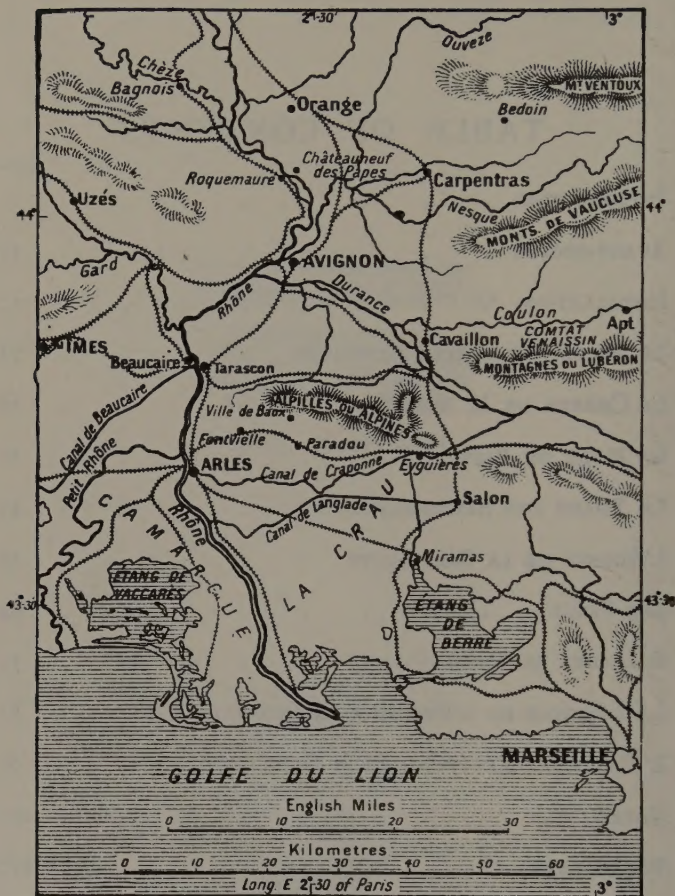 2°-30' 3°
Ouveze
Chèze
Bagnois
Orange
MT VENTOUX
Bedoin
Châteauneuf
des Papes
Roquemaure
Carpentras
Uzés
44° 44°
Nesque
MONTS. DE VAUCLUSE
AVIGNON
Gard
Durance
Rhône
Coulon
Apt
COMTAT
VENAISSIN
IMES
Cavaillon
Beaucaire
Tarascon
MONTAGNES DU LUBÉRON
ALPILLES OU ALPINES
Ville de Baux
Canal de Beaucaire
Fontvielle
Paradou
Petit Rhône
ARLES
Canal de Craponne
Eyguières
Canal de Langlade
Salon
CAMARGUE
Rhône
LA CRAU
Miramas
ÉTANG DE
VACCARÈS
43°-30' 43°-30'
ÉTANG
DE
BERRE
MARSEILLE
GOLFE DU LION
English Miles
0 10 20 30
Kilometres
0 10 20 30 40 50
Long. E 2°-30 of Paris 3°